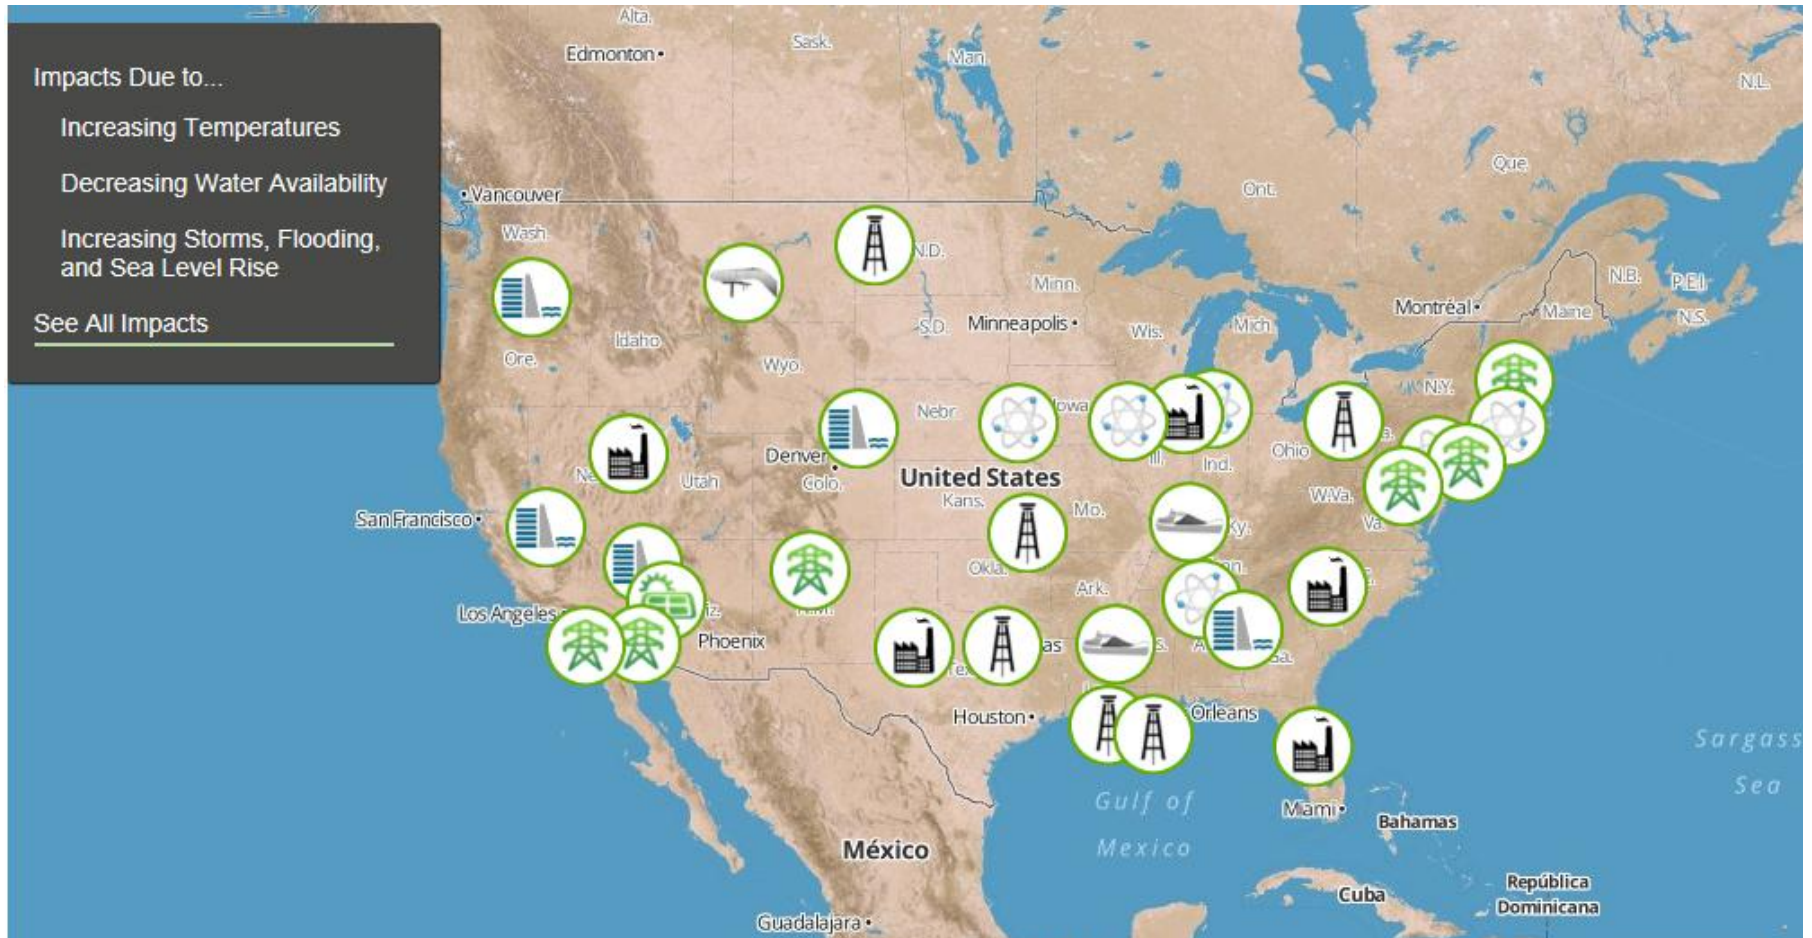 Impacts Due to...
Increasing Temperatures
Decreasing Water Availability
Increasing Storms, Flooding,
and Sea Level Rise
See All Impacts
Alta.
Edmonton
Sask.
Man.
N.L.
Que.
Ont.
Vancouver
Wash.
N.D.
Minn.
N.B.
P.E.I.
Montréal
Maine
N.S.
S.D.
Minneapolis
Wis.
Mich.
Idaho
Ore.
Wyo.
N.Y.
Nebr.
Iowa
Denver
Ohio
Ill.
Ind.
Utah
Colo.
United States
Kans.
W.Va.
Va.
San Francisco
Mo.
Ky.
Okla.
Ark.
Los Angeles
Phoenix
Houston
Orleans
Sargass
Sea
Gulf of
Mexico
Miami
Bahamas
México
Cuba
República
Dominicana
Guadalajara